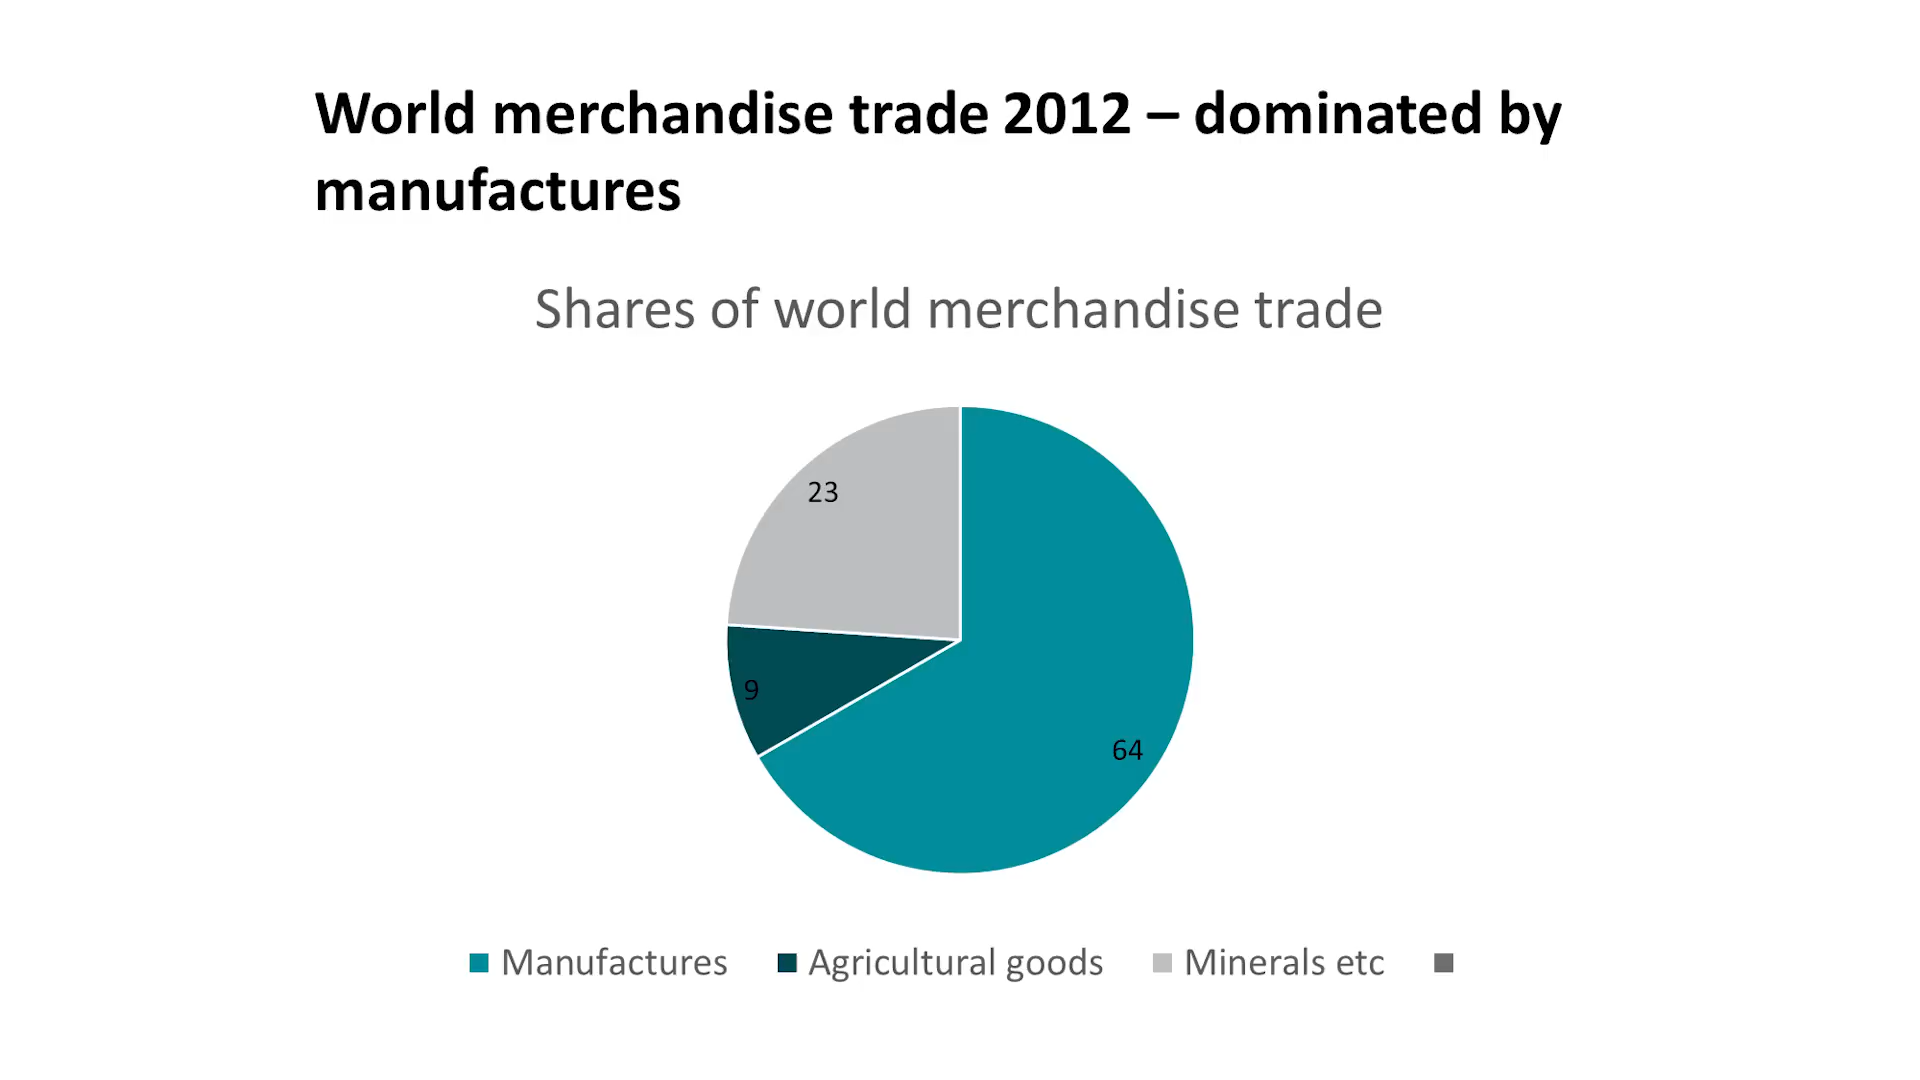 World merchandise trade 2012 – dominated by
manufactures
Shares of world merchandise trade
23
9
64
Manufactures
Agricultural goods
Minerals etc